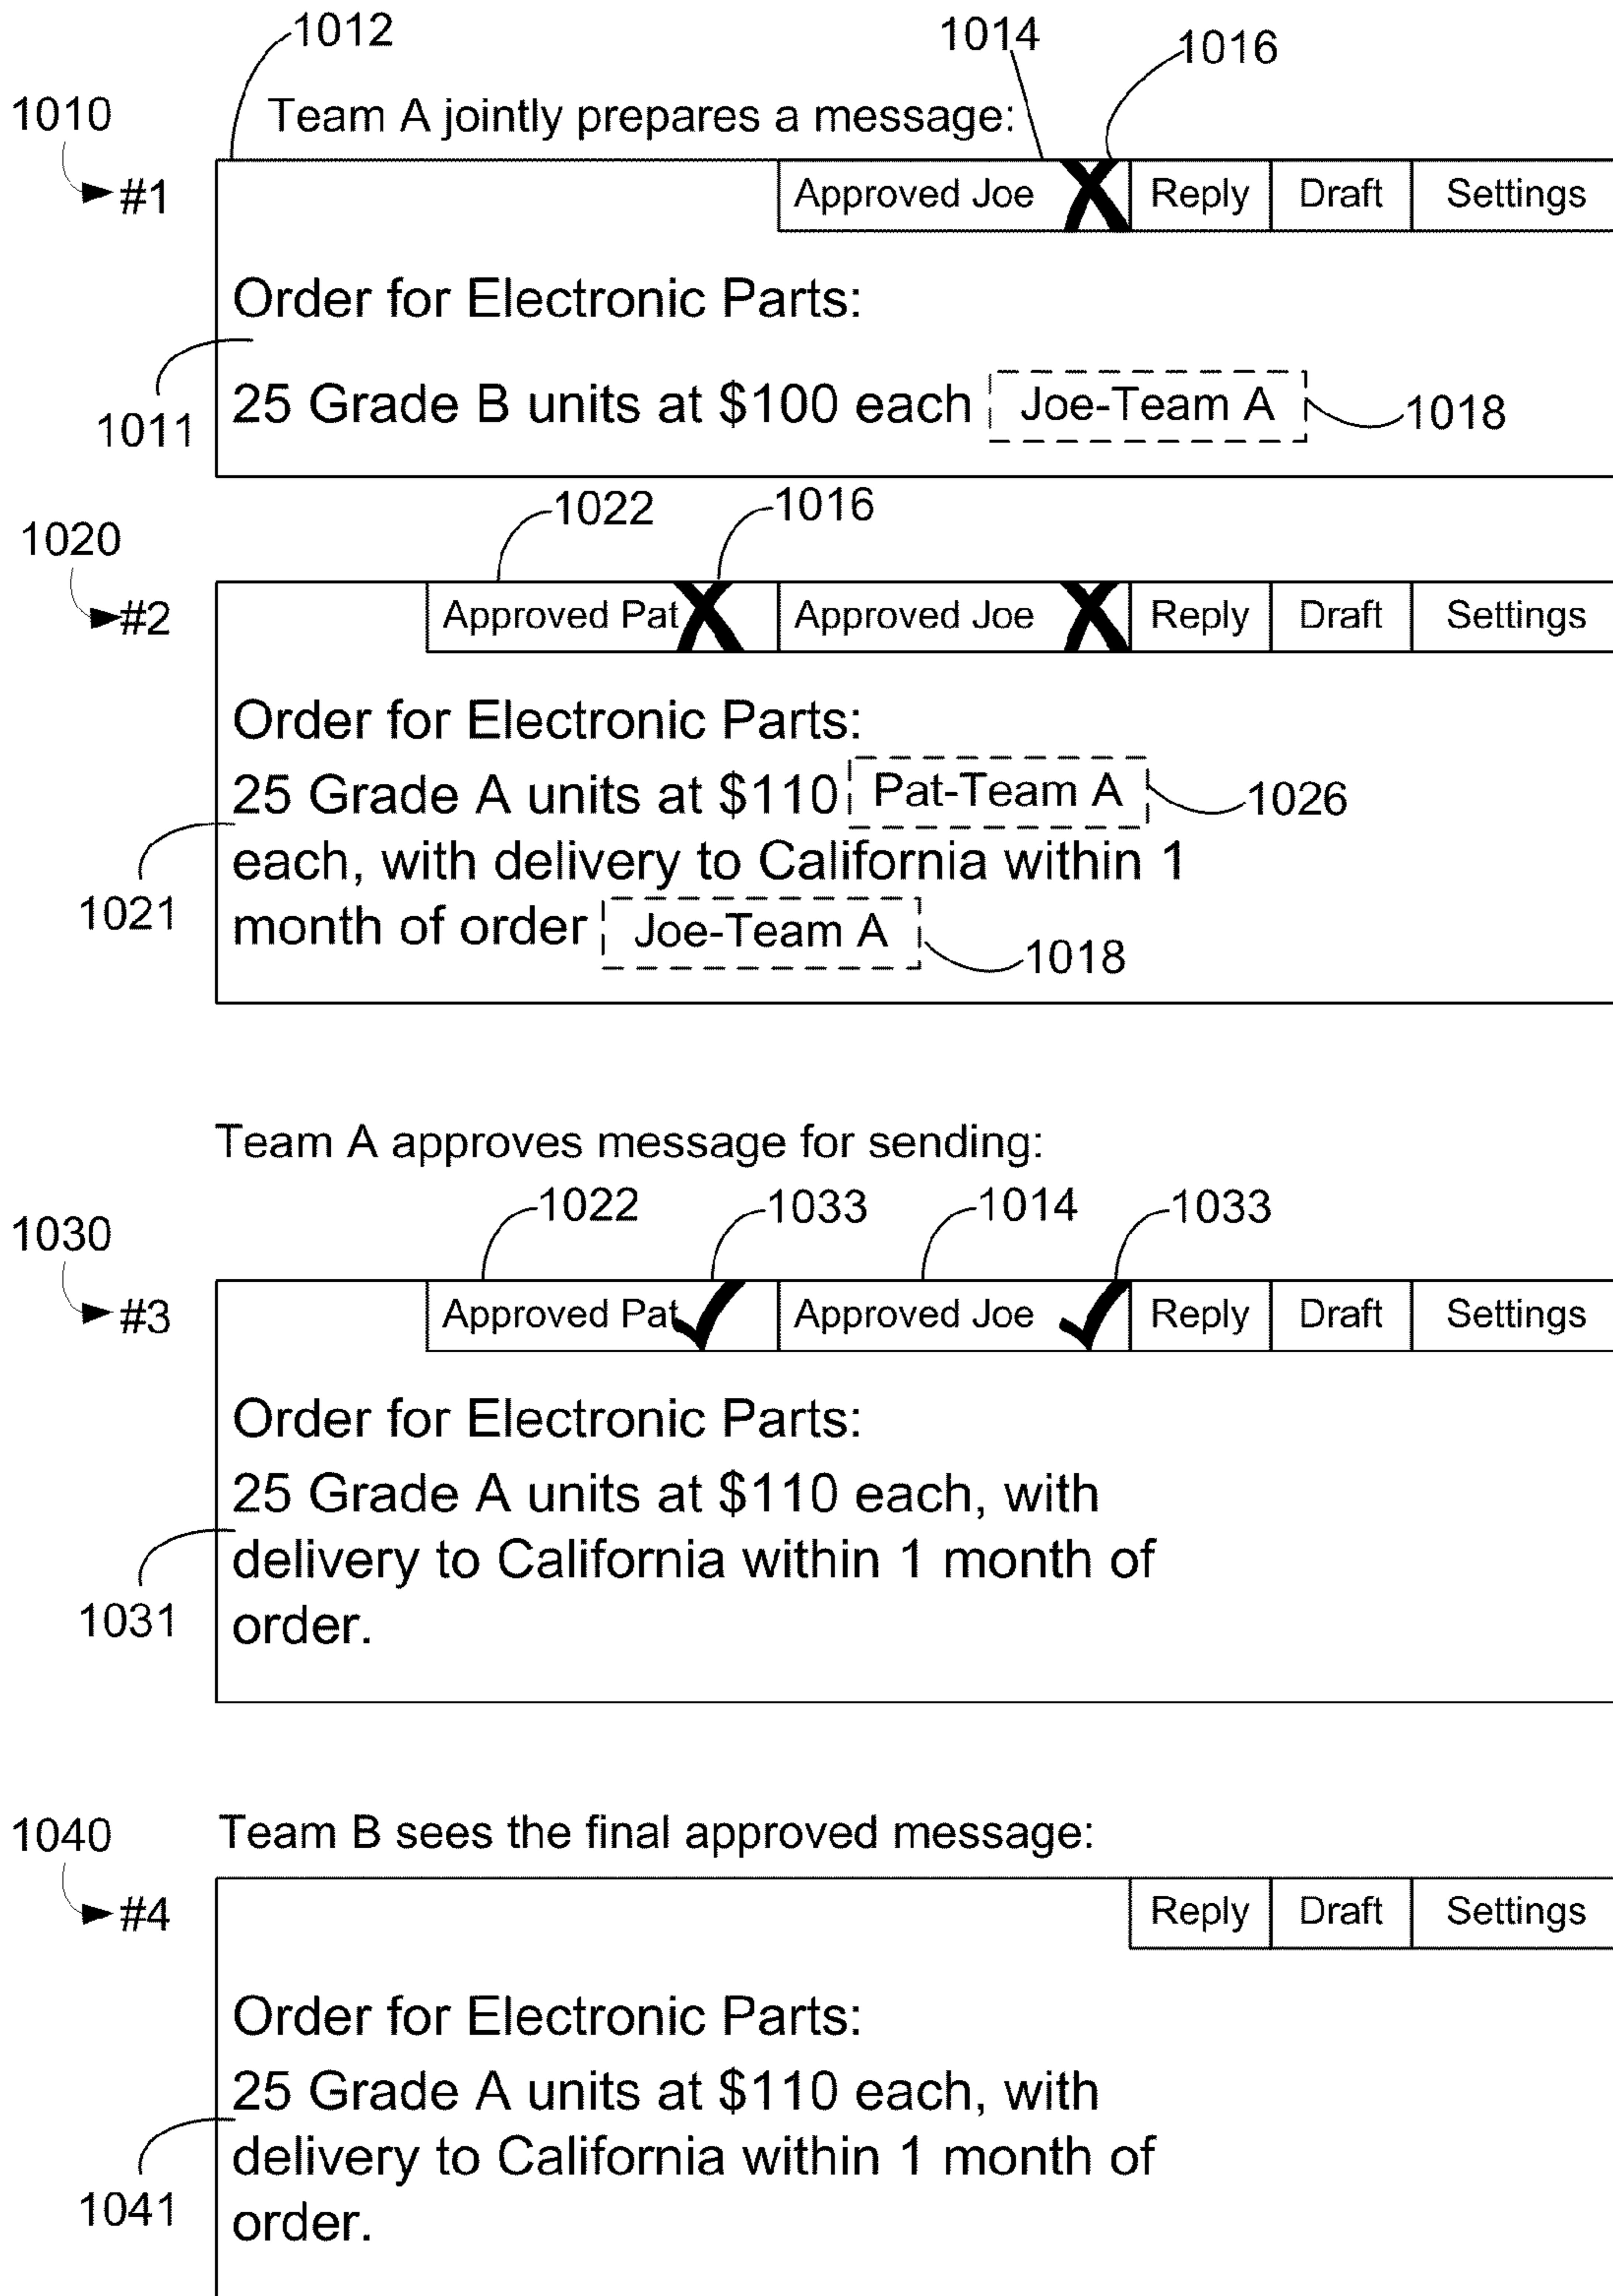 1012
1014
1016
1010
Team A jointly prepares a message:
#1
Approved Joe X Reply Draft Settings
Order for Electronic Parts:
25 Grade B units at $100 each Joe-Team A
1011
1018
1022
1016
1020
#2
Approved Pat X Approved Joe X Reply Draft Settings
Order for Electronic Parts:
25 Grade A units at $110 Pat-Team A
1026
each, with delivery to California within 1
1021
month of order Joe-Team A
1018
Team A approves message for sending:
1022
1033
1014
1033
1030
#3
Approved Pat ✓ Approved Joe ✓ Reply Draft Settings
Order for Electronic Parts:
25 Grade A units at $110 each, with
delivery to California within 1 month of
1031
order.
1040
Team B sees the final approved message:
#4
Reply Draft Settings
Order for Electronic Parts:
25 Grade A units at $110 each, with
delivery to California within 1 month of
1041
order.